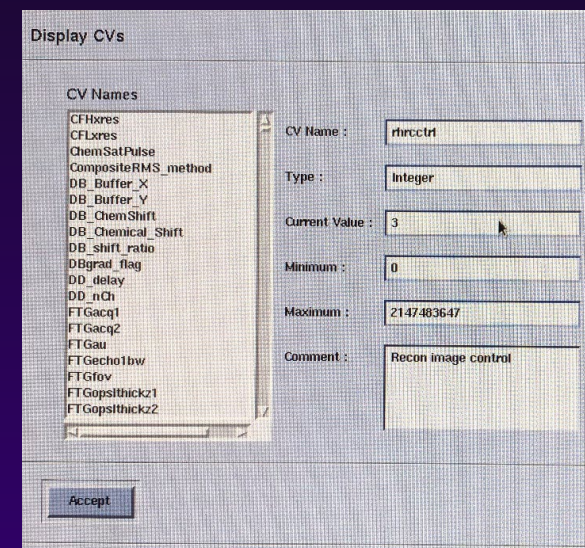 Display CVs
CV Names
CFHxres
CFLxres
ChemSatPulse
CompositeRMS_method
DB_Buffer_X
DB_Buffer_Y
DB_ChemShift
DB_Chemical_Shift
DB_shift_ratio
DBgrad_flag
DD_delay
DD_nCh
FTGacq1
FTGacq2
FTGau
FTGecho1bw
FTGfov
FTGopslthickz1
FTGopslthickz2
CV Name : rhrcctrl
Type : Integer
Current Value : 3
Minimum : 0
Maximum : 2147483647
Comment : Recon image control
Accept